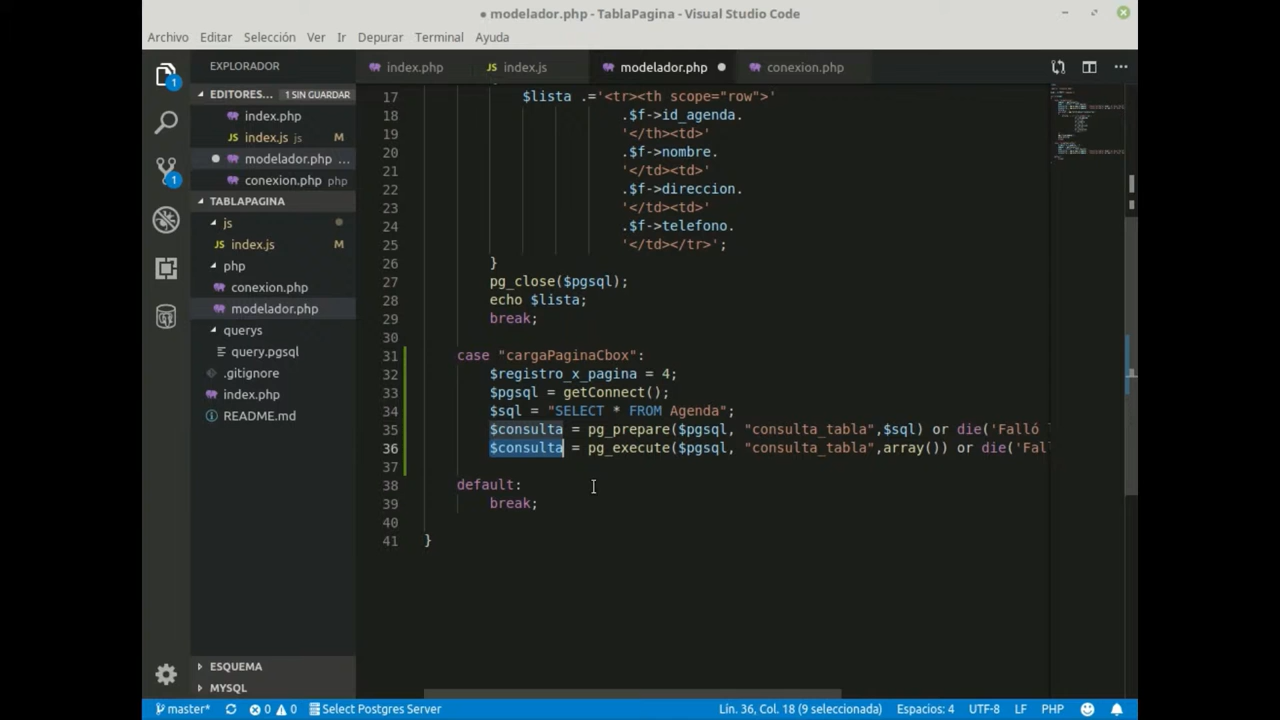 ● modelador.php - TablaPagina - Visual Studio Code
Archivo Editar Selección Ver Ir Depurar Terminal Ayuda
EXPLORADOR
index.php
index.js
modelador.php ●
conexion.php
1
EDITORES... 1 SIN GUARDAR
index.php
index.js js M
modelador.php ...
conexion.php php
1
TABLAPAGINA
js
index.js M
php
conexion.php
modelador.php
querys
query.pgsql
.gitignore
index.php
README.md
ESQUEMA
MYSQL
17 $lista .='<tr><th scope="row">'
18 .$f->id_agenda.
19 '</th><td>'
20 .$f->nombre.
21 '</td><td>'
22 .$f->direccion.
23 '</td><td>'
24 .$f->telefono.
25 '</td></tr>';
26 }
27 pg_close($pgsql);
28 echo $lista;
29 break;
30
31 case "cargaPaginaCbox":
32 $registro_x_pagina = 4;
33 $pgsql = getConnect();
34 $sql = "SELECT * FROM Agenda";
35 $consulta = pg_prepare($pgsql, "consulta_tabla",$sql) or die('Falló
36 $consulta = pg_execute($pgsql, "consulta_tabla",array()) or die('Fal
37
38 default:
39 break;
40
41 }
master* 0 0 Select Postgres Server Lín. 36, Col. 18 (9 seleccionada) Espacios: 4 UTF-8 LF PHP